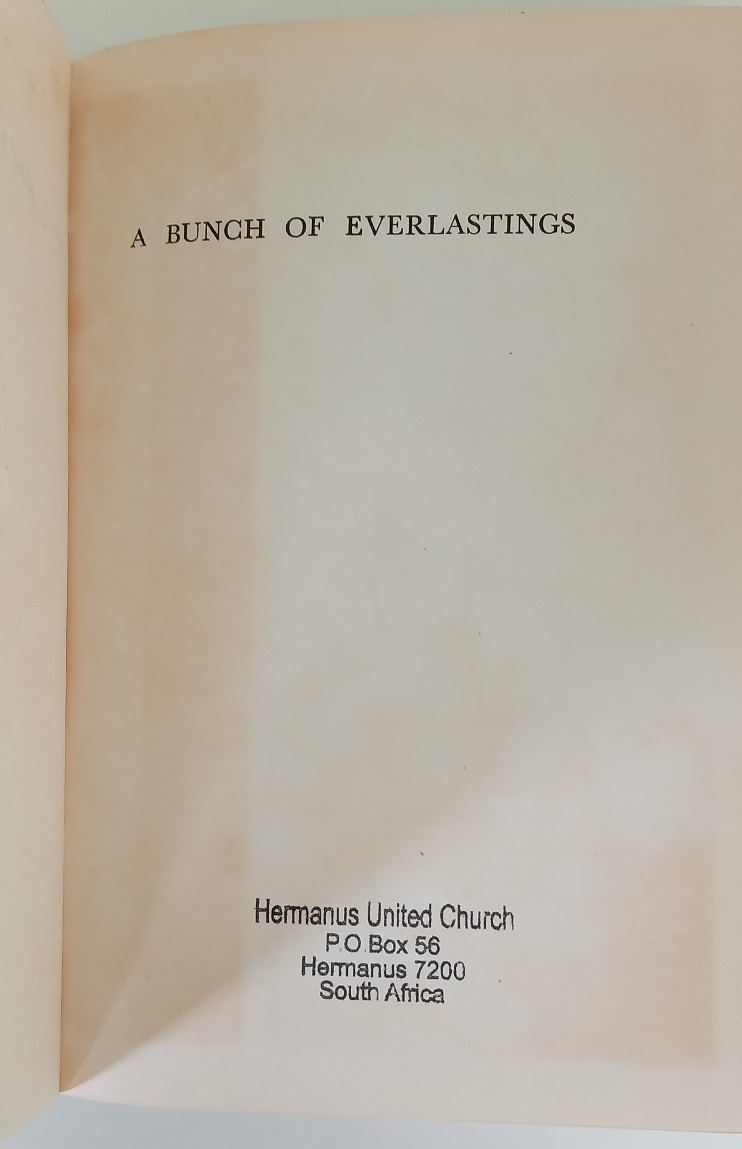 A BUNCH OF EVERLASTINGS
Hermanus United Church
P.O.Box 56
Hermanus 7200
South Africa